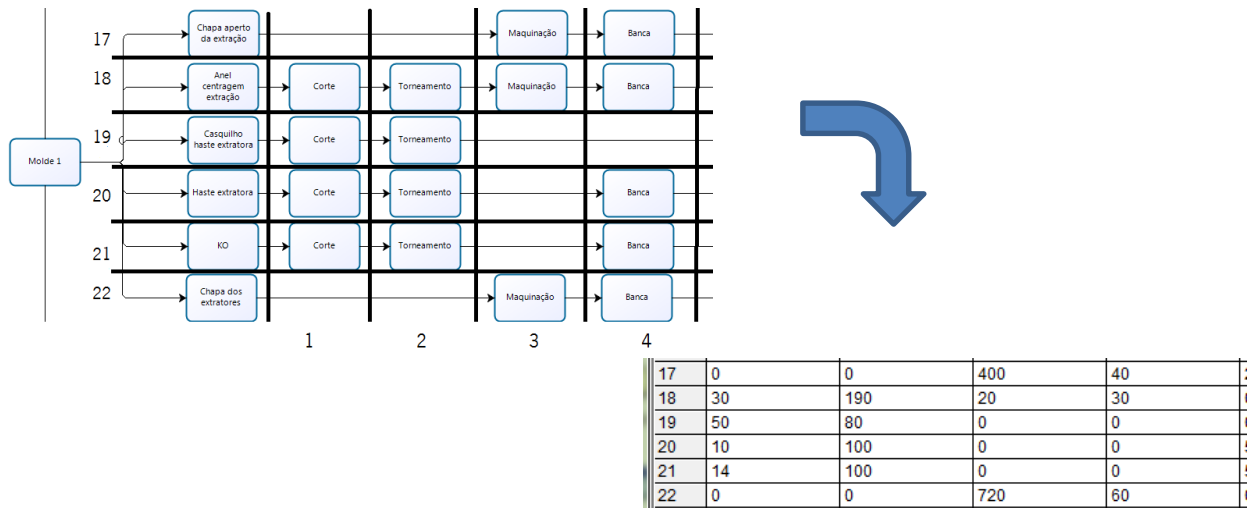 17
Chapa aperto
da extração
Maquinação
Banca
18
Anel
centragem
extração
Corte
Torneamento
Maquinação
Banca
19
Casquilho
haste extratora
Corte
Torneamento
Molde 1
20
Haste extratora
Corte
Torneamento
Banca
21
KO
Corte
Torneamento
Banca
22
Chapa dos
extratores
Maquinação
Banca
1 2 3 4
17 0 0 400 40
18 30 190 20 30
19 50 80 0 0
20 10 100 0 0
21 14 100 0 0
22 0 0 720 60